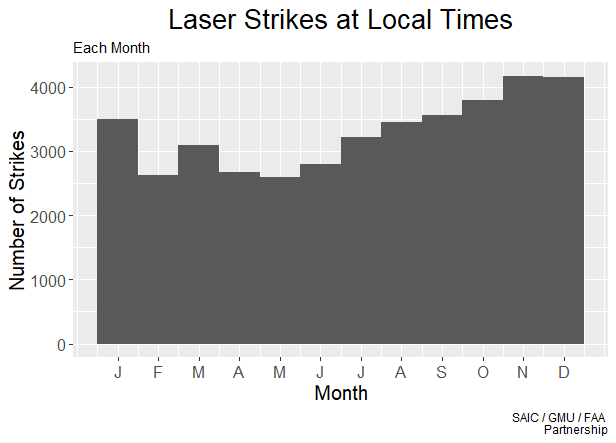 Laser Strikes at Local Times
Each Month
Number of Strikes
4000
3000
2000
1000
0
J F M A M J J A S O N D
Month
SAIC / GMU / FAA
Partnership